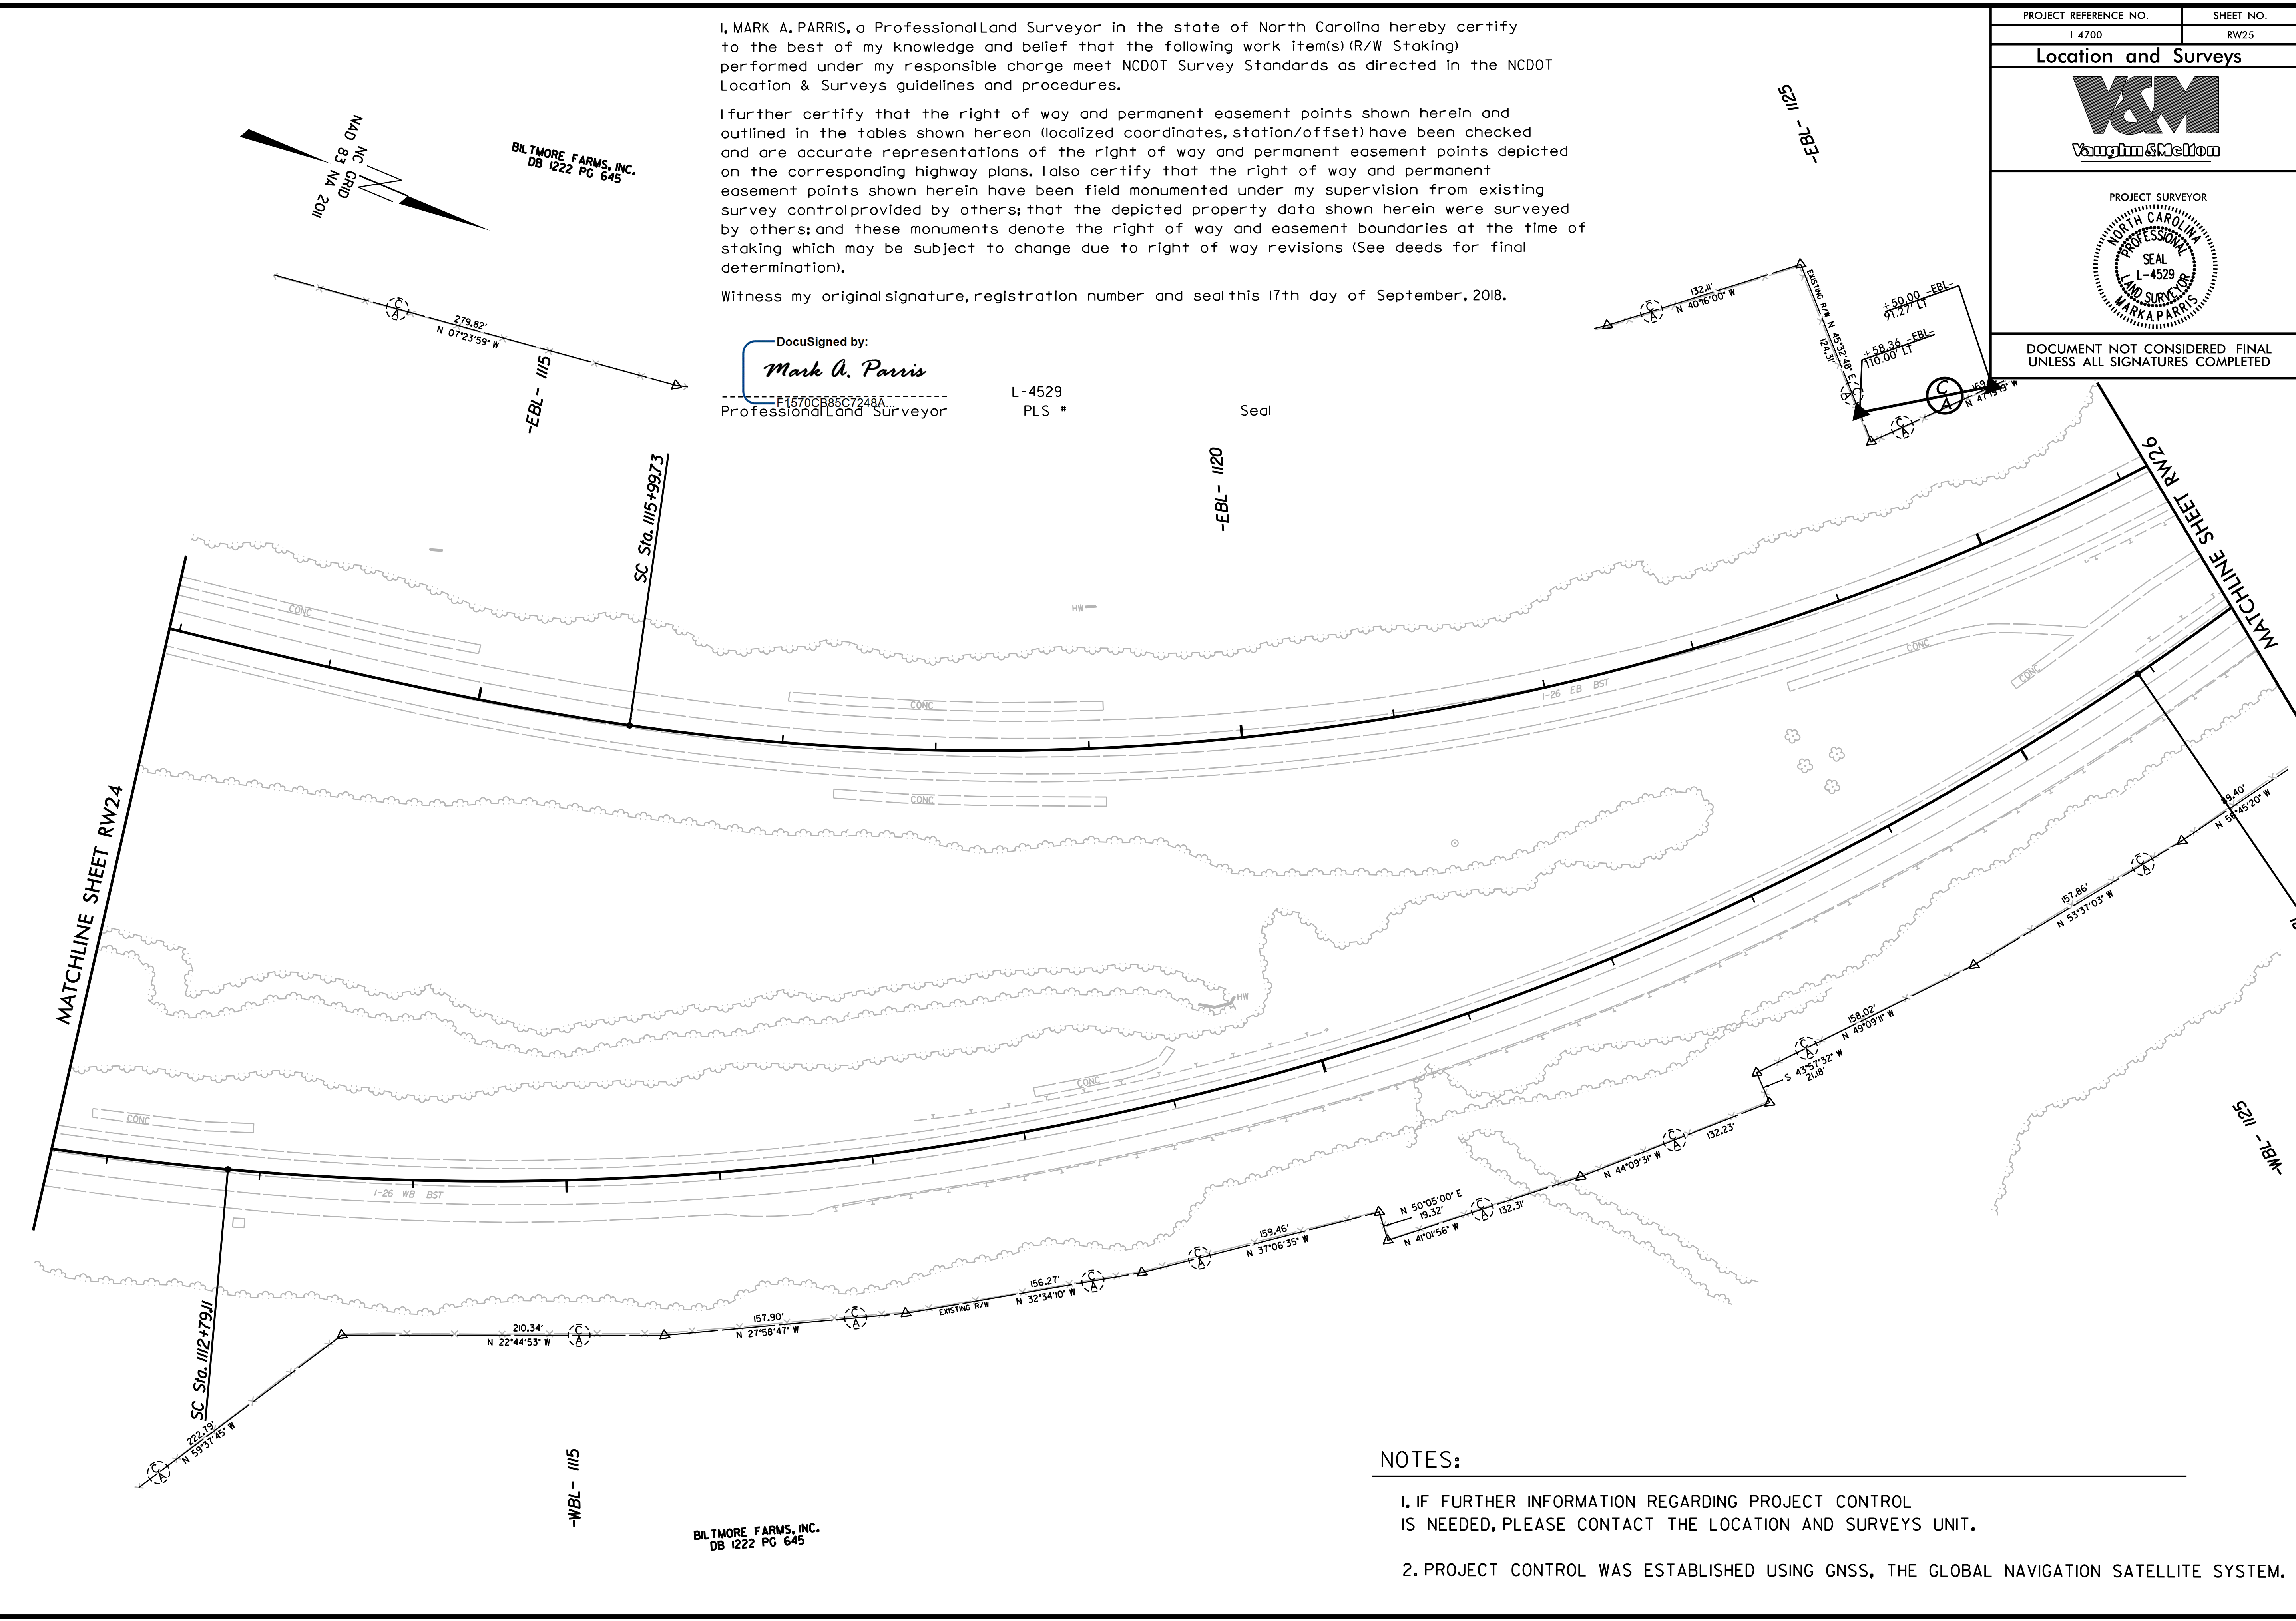 I, MARK A. PARRIS, a Professional Land Surveyor in the state of North Carolina hereby certify
to the best of my knowledge and belief that the following work item(s) (R/W Staking)
performed under my responsible charge meet NCDOT Survey Standards as directed in the NCDOT
Location & Surveys guidelines and procedures.
I further certify that the right of way and permanent easement points shown herein and
outlined in the tables shown hereon (localized coordinates, station/offset) have been checked
and are accurate representations of the right of way and permanent easement points depicted
on the corresponding highway plans. I also certify that the right of way and permanent
easement points shown herein have been field monumented under my supervision from existing
survey control provided by others; that the depicted property data shown herein were surveyed
by others; and these monuments denote the right of way and easement boundaries at the time of
staking which may be subject to change due to right of way revisions (See deeds for final
determination).
Witness my original signature, registration number and seal this 17th day of September, 2018.
DocuSigned by:
Mark A. Parris
F1570CB85C7248A...
L-4529
Professional Land Surveyor
PLS #
Seal
PROJECT REFERENCE NO.
SHEET NO.
I-4700
RW25
Location and Surveys
V&M
Vaughn & Melton
PROJECT SURVEYOR
NORTH CAROLINA
PROFESSIONAL
SEAL
L-4529
LAND SURVEYOR
MARK A. PARRIS
DOCUMENT NOT CONSIDERED FINAL
UNLESS ALL SIGNATURES COMPLETED
NC GRID
NAD 83 NA 2011
BILTMORE FARMS, INC.
DB 1222 PG 645
C
A
279.82'
N 07°23'59" W
-EBL- 1115
-EBL- 1120
-EBL- 1125
132.11'
N 40°16'00" W
C
A
EXISTING R/W N 45°32'48" E
124.31'
C
A
+50.00 -EBL-
91.27' LT
+58.36 -EBL-
110.00' LT
C
A
N 47°19'19" W
C
A
SC Sta. 1115+99.73
MATCHLINE SHEET RW26
MATCHLINE SHEET RW24
CONC
HW
CONC
I-26 EB BST
CONC
CONC
CONC
HW
CONC
CONC
I-26 WB BST
SC Sta. 1112+79.11
222.79'
N 59°37'45" W
C
A
210.34'
N 22°44'53" W
C
A
157.90'
N 27°58'47" W
C
A
EXISTING R/W
156.27'
N 32°34'10" W
C
A
159.46'
N 37°06'35" W
C
A
N 50°05'00" E
19.32'
N 41°01'56" W
132.31'
C
A
N 44°09'31" W
132.23'
C
A
S 43°57'32" W
21.18'
158.02'
N 49°09'11" W
C
A
157.86'
N 53°37'03" W
C
A
N 56°45'20" W
-WBL- 1115
-WBL- 1125
BILTMORE FARMS, INC.
DB 1222 PG 645
NOTES:
1. IF FURTHER INFORMATION REGARDING PROJECT CONTROL
IS NEEDED, PLEASE CONTACT THE LOCATION AND SURVEYS UNIT.
2. PROJECT CONTROL WAS ESTABLISHED USING GNSS, THE GLOBAL NAVIGATION SATELLITE SYSTEM.